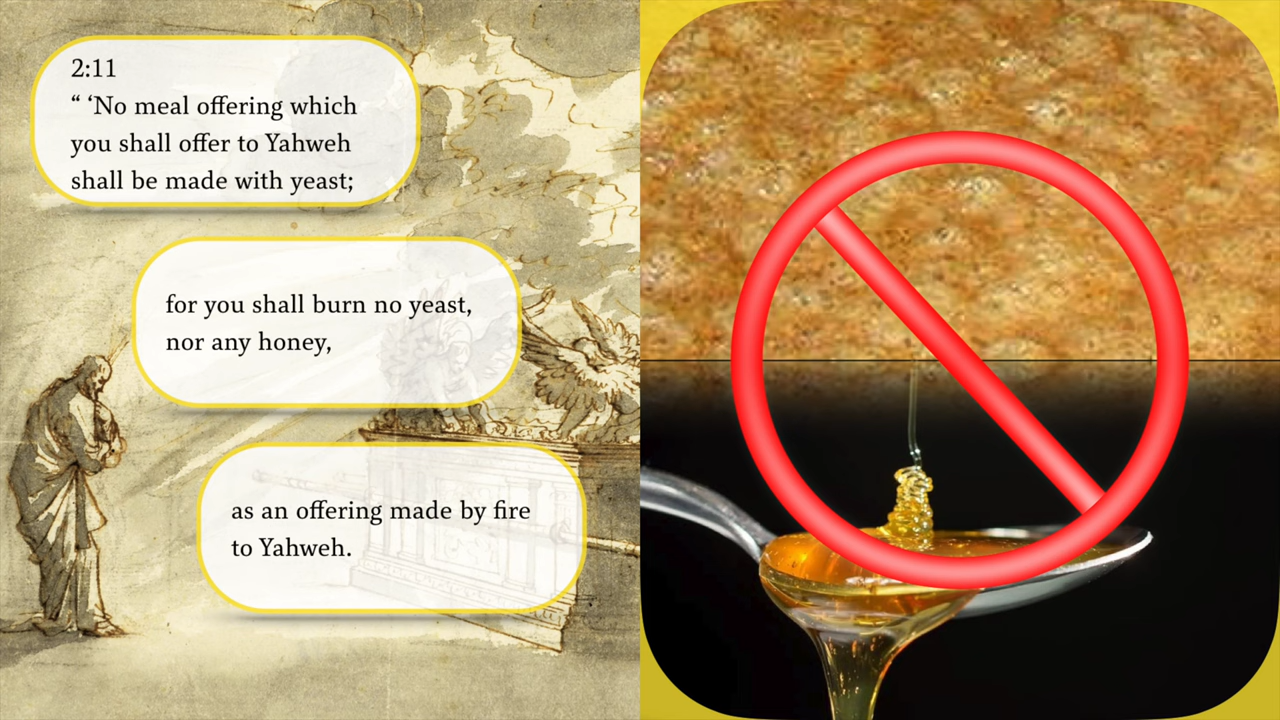 2:11
“ ‘No meal offering which
you shall offer to Yahweh
shall be made with yeast;
for you shall burn no yeast,
nor any honey,
as an offering made by fire
to Yahweh.